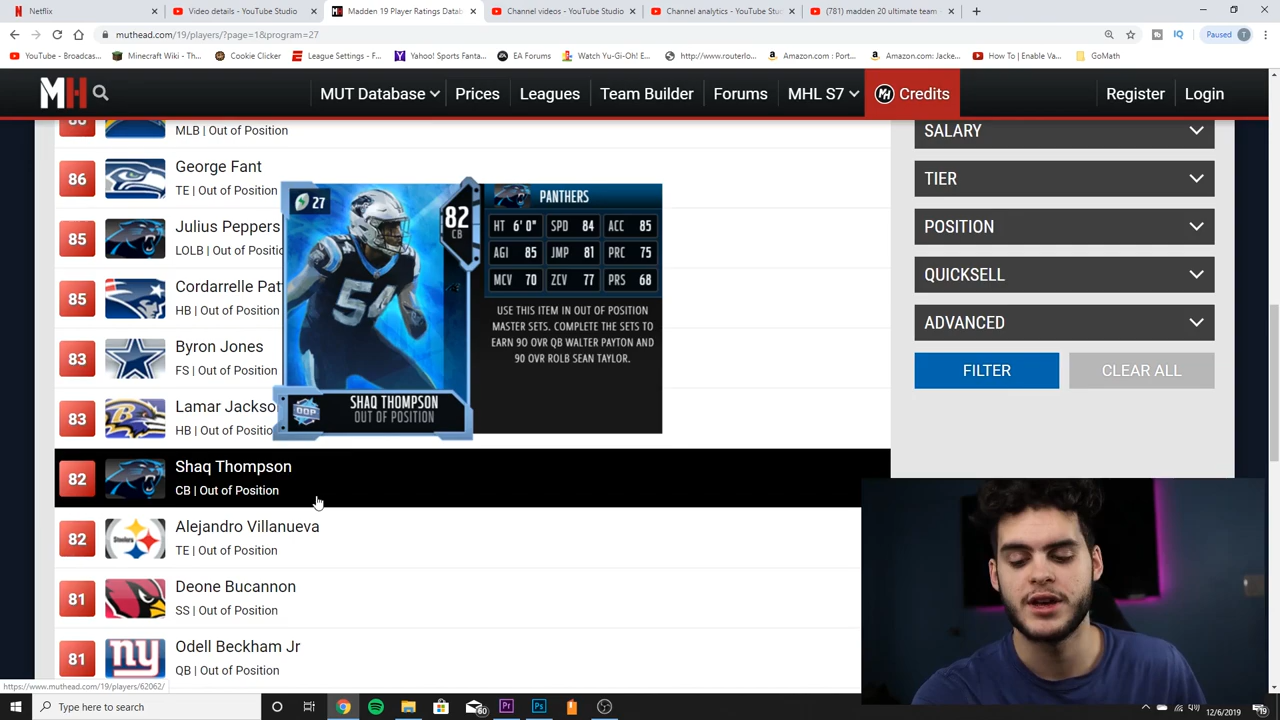 Netflix
Video details - YouTube Studio
Madden 19 Player Ratings Datab
Channel videos - YouTube Studio
Channel analytics - YouTube Studio
(781) madden 20 ultimate team -
muthead.com/19/players/?page=1&program=27
IQ
Paused
T
YouTube - Broadcas...
Minecraft Wiki - Th...
Cookie Clicker
League Settings - F...
Yahoo! Sports Fanta...
EA Forums
Watch Yu-Gi-Oh! E...
http://www.routerlo...
Amazon.com : Port...
Amazon.com: Jacke...
How To | Enable Va...
GoMath
MH
MUT Database
Prices
Leagues
Team Builder
Forums
MHL S7
MH Credits
Register
Login
MLB | Out of Position
86
George Fant
TE | Out of Position
85
Julius Peppers
LOLB | Out of Positio
85
Cordarrelle Pat
HB | Out of Position
83
Byron Jones
FS | Out of Position
83
Lamar Jackso
HB | Out of Positio
82
Shaq Thompson
CB | Out of Position
82
Alejandro Villanueva
TE | Out of Position
81
Deone Bucannon
SS | Out of Position
81
Odell Beckham Jr
QB | Out of Position
27
82
CB
54
OOP
SHAQ THOMPSON
OUT OF POSITION
PANTHERS
HT 6' 0" SPD 84 ACC 85
AGI 85 JMP 81 PRC 75
MCV 70 ZCV 77 PRS 68
USE THIS ITEM IN OUT OF POSITION
MASTER SETS. COMPLETE THE SETS TO
EARN 90 OVR QB WALTER PAYTON AND
90 OVR ROLB SEAN TAYLOR.
SALARY
TIER
POSITION
QUICKSELL
ADVANCED
FILTER
CLEAR ALL
https://www.muthead.com/19/players/62062/
Type here to search
60
Pr
Ps
12/6/2019
19